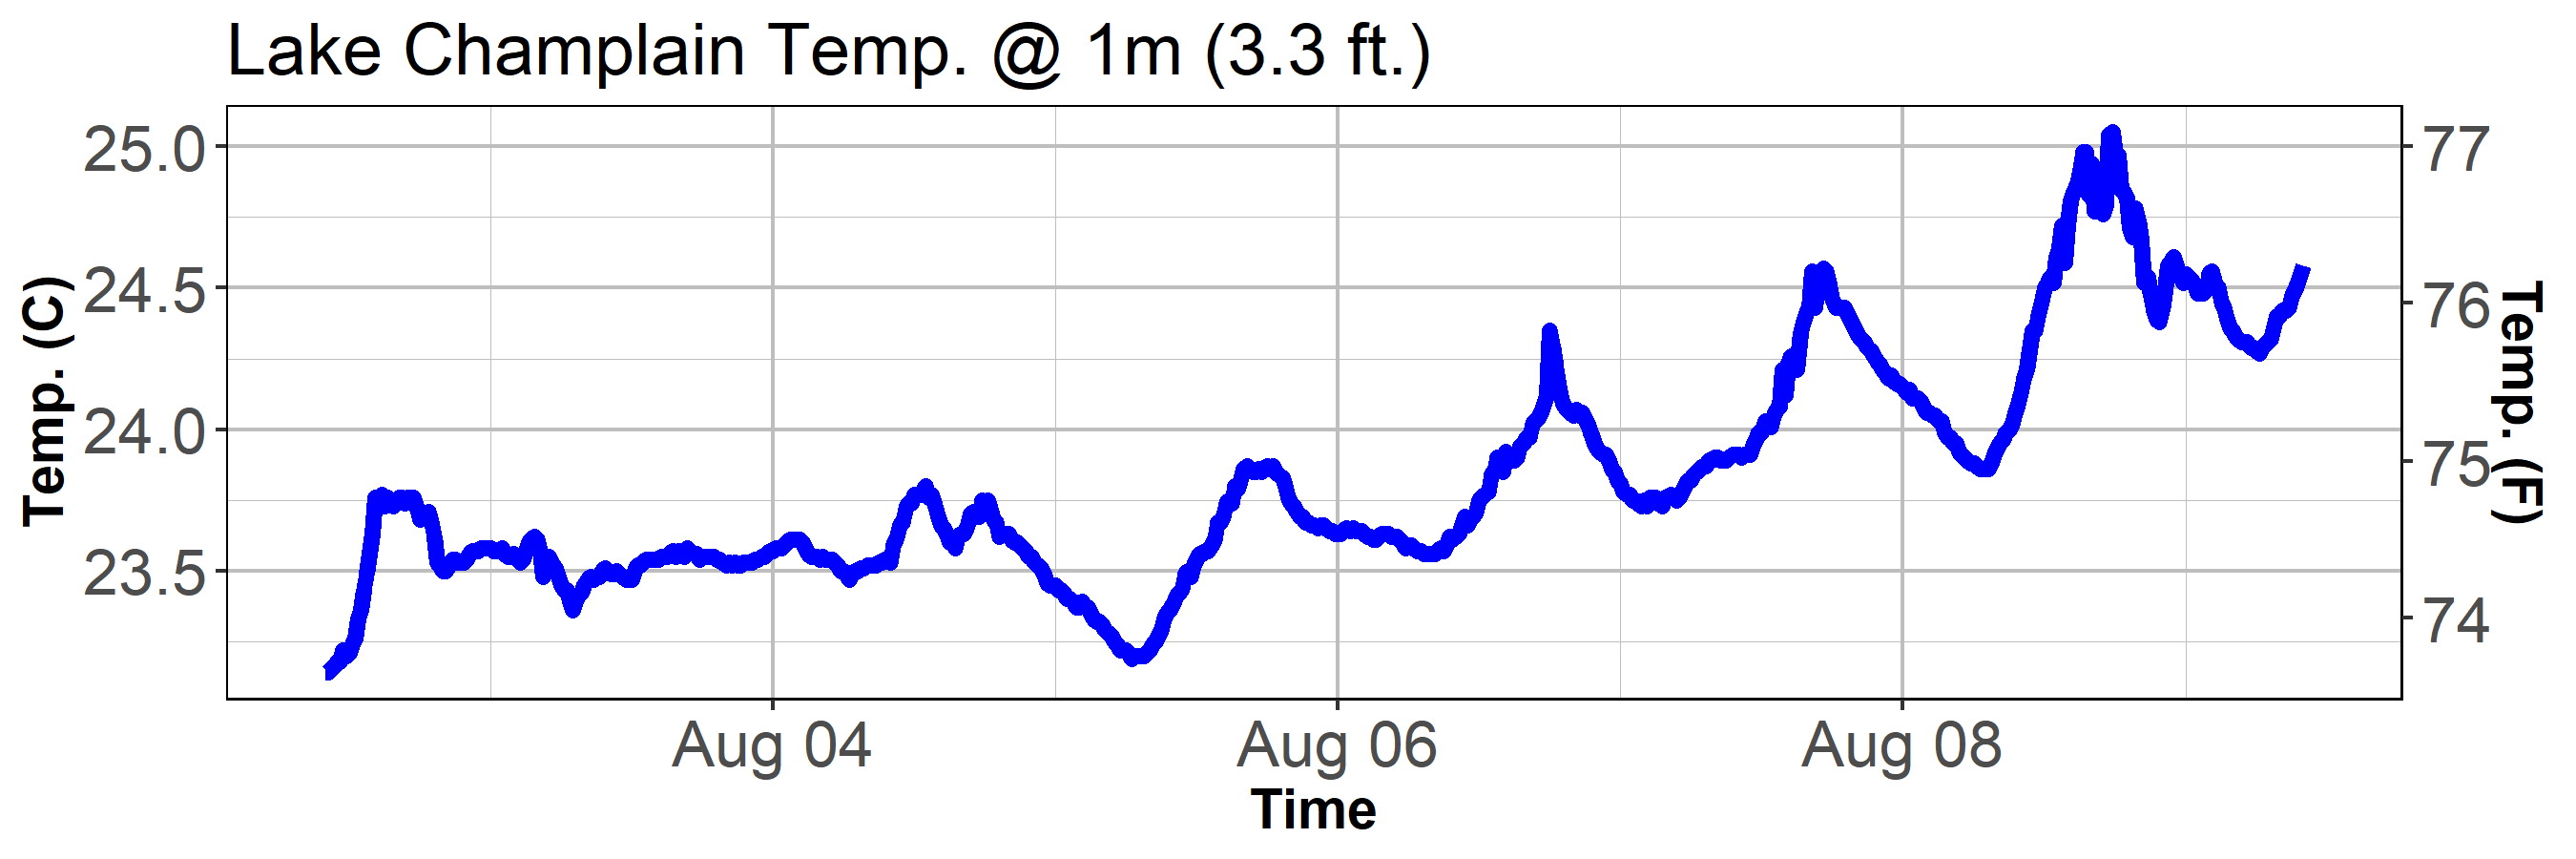 Lake Champlain Temp. @ 1m (3.3 ft.)
25.0
24.5
24.0
23.5
Temp. (C)
77
76
75
74
Temp. (F)
Aug 04 Aug 06 Aug 08
Time